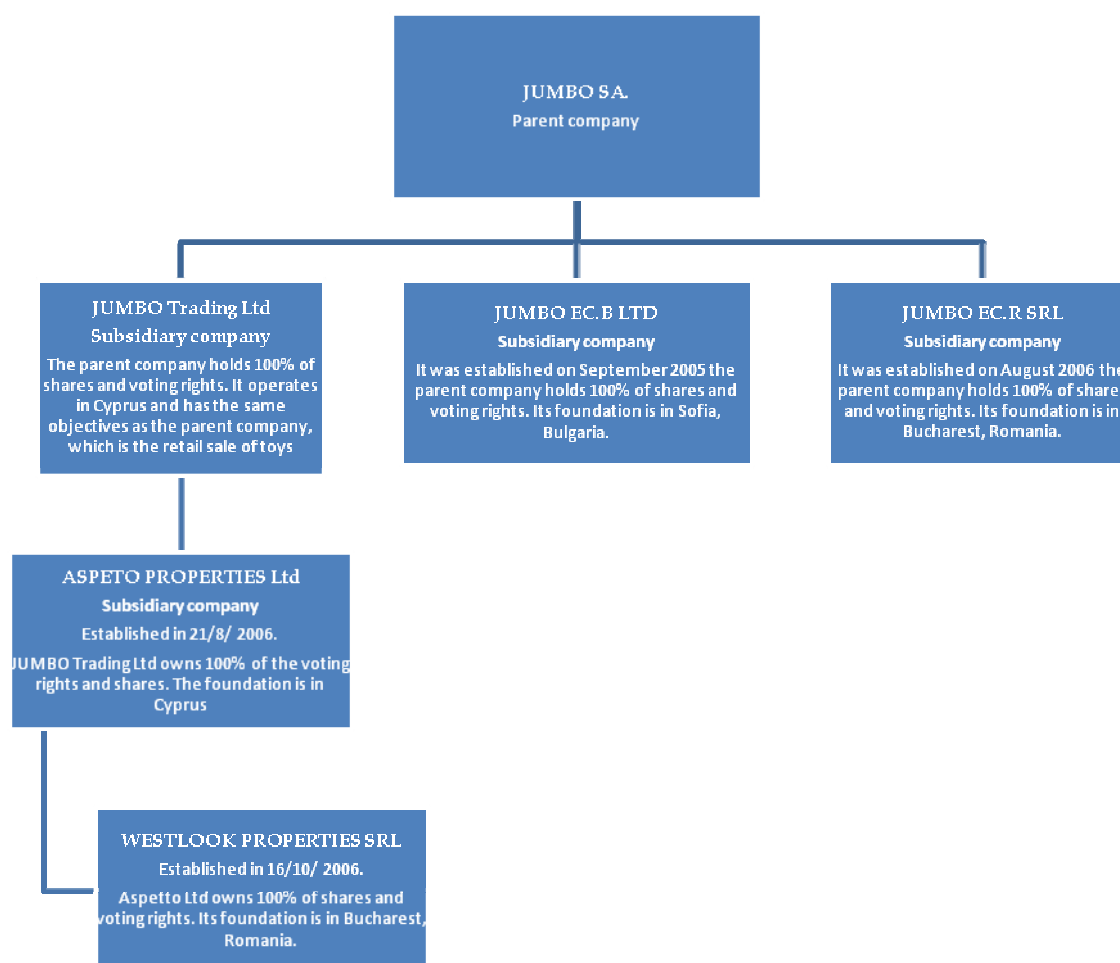 JUMBO SA.
Parent company
JUMBO Trading Ltd
Subsidiary company
The parent company holds 100% of
shares and voting rights. It operates
in Cyprus and has the same
objectives as the parent company,
which is the retail sale of toys
JUMBO EC.B LTD
Subsidiary company
It was established on September 2005 the
parent company holds 100% of shares and
voting rights. Its foundation is in Sofia,
Bulgaria.
JUMBO EC.R SRL
Subsidiary company
It was established on August 2006 the
parent company holds 100% of shares
and voting rights. Its foundation is in
Bucharest, Romania.
ASPETO PROPERTIES Ltd
Subsidiary company
Established in 21/8/ 2006.
JUMBO Trading Ltd owns 100% of the voting
rights and shares. The foundation is in
Cyprus
WESTLOOK PROPERTIES SRL
Established in 16/10/ 2006.
Aspetto Ltd owns 100% of shares and
voting rights. Its foundation is in Bucharest,
Romania.